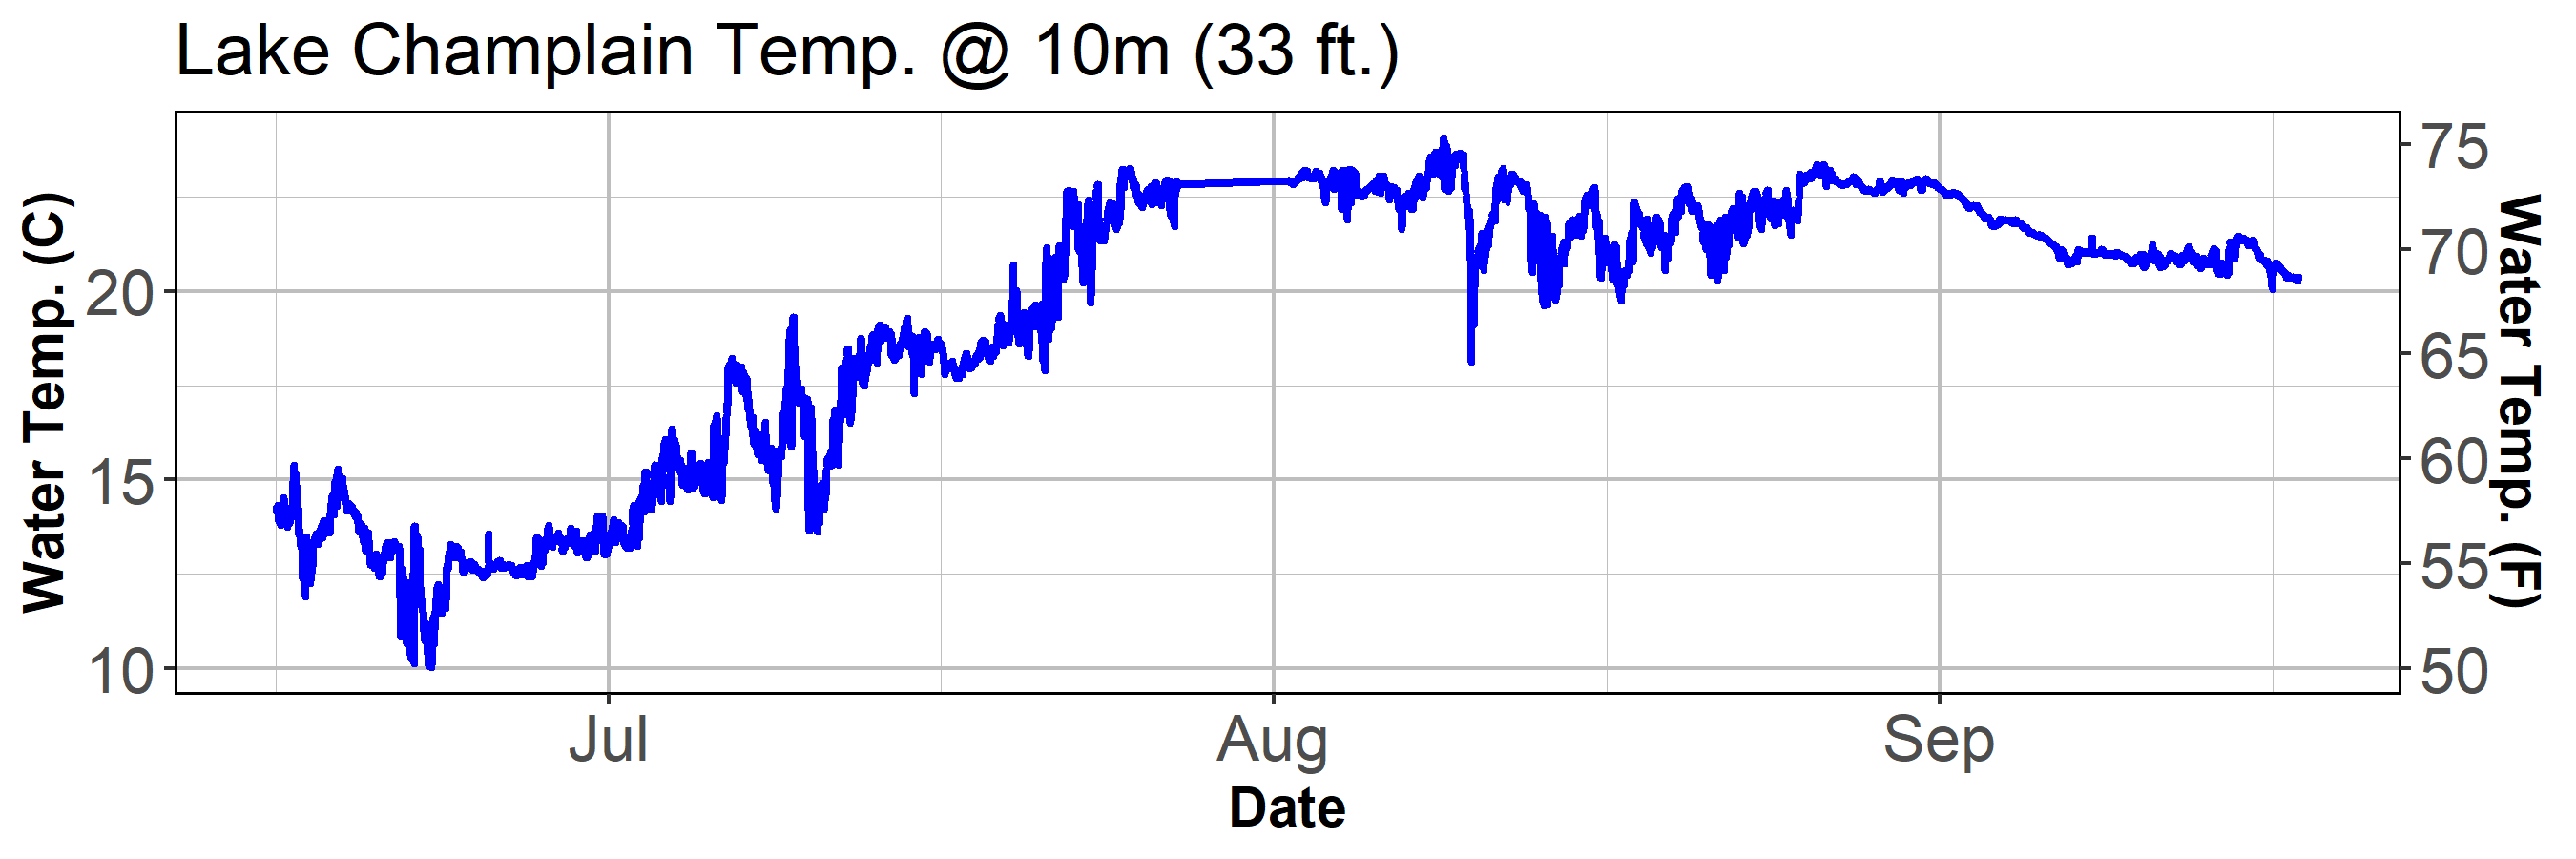 Lake Champlain Temp. @ 10m (33 ft.)
Water Temp. (C)
20
15
10
75
70
65
60
55
50
Water Temp. (F)
Jul Aug Sep
Date